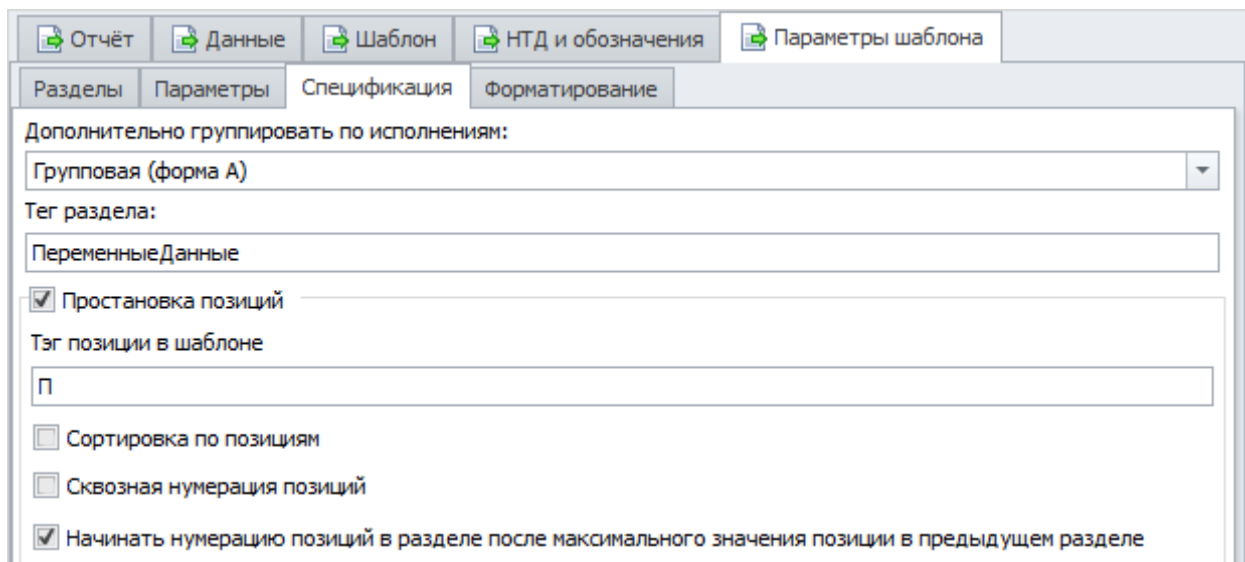 Отчёт Данные Шаблон НТД и обозначения Параметры шаблона
Разделы Параметры Спецификация Форматирование
Дополнительно группировать по исполнениям:
Групповая (форма А)
Тег раздела:
ПеременныеДанные
Простановка позиций
Тэг позиции в шаблоне
П
Сортировка по позициям
Сквозная нумерация позиций
Начинать нумерацию позиций в разделе после максимального значения позиции в предыдущем разделе